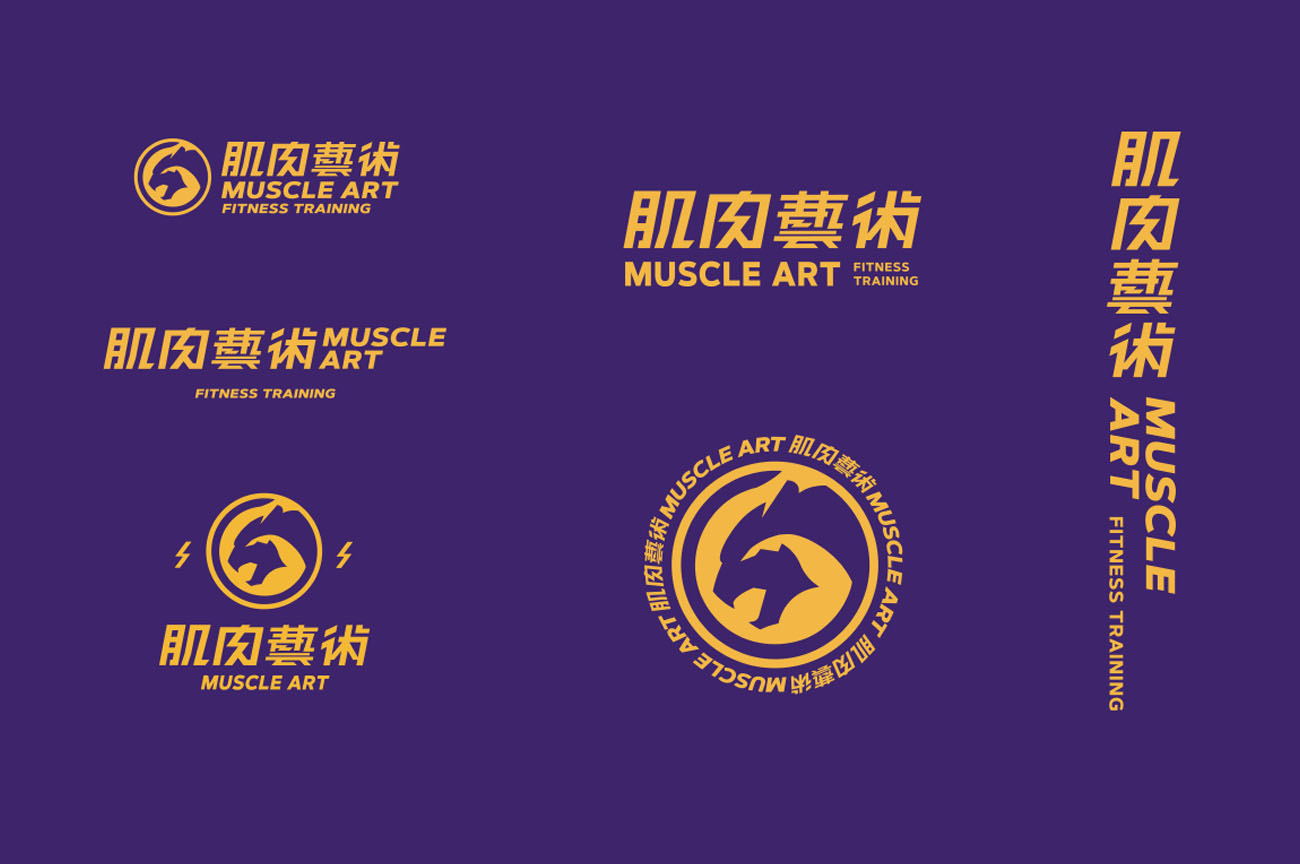 肌肉藝術
MUSCLE ART
FITNESS TRAINING
肌肉藝術
MUSCLE
ART
FITNESS TRAINING
肌肉藝術
MUSCLE ART
肌肉藝術
MUSCLE ART
FITNESS
TRAINING
MUSCLE ART 肌肉藝術 MUSCLE ART 肌肉藝術 MUSCLE ART 肌肉藝術
肌肉藝術
MUSCLE
ART
FITNESS TRAINING